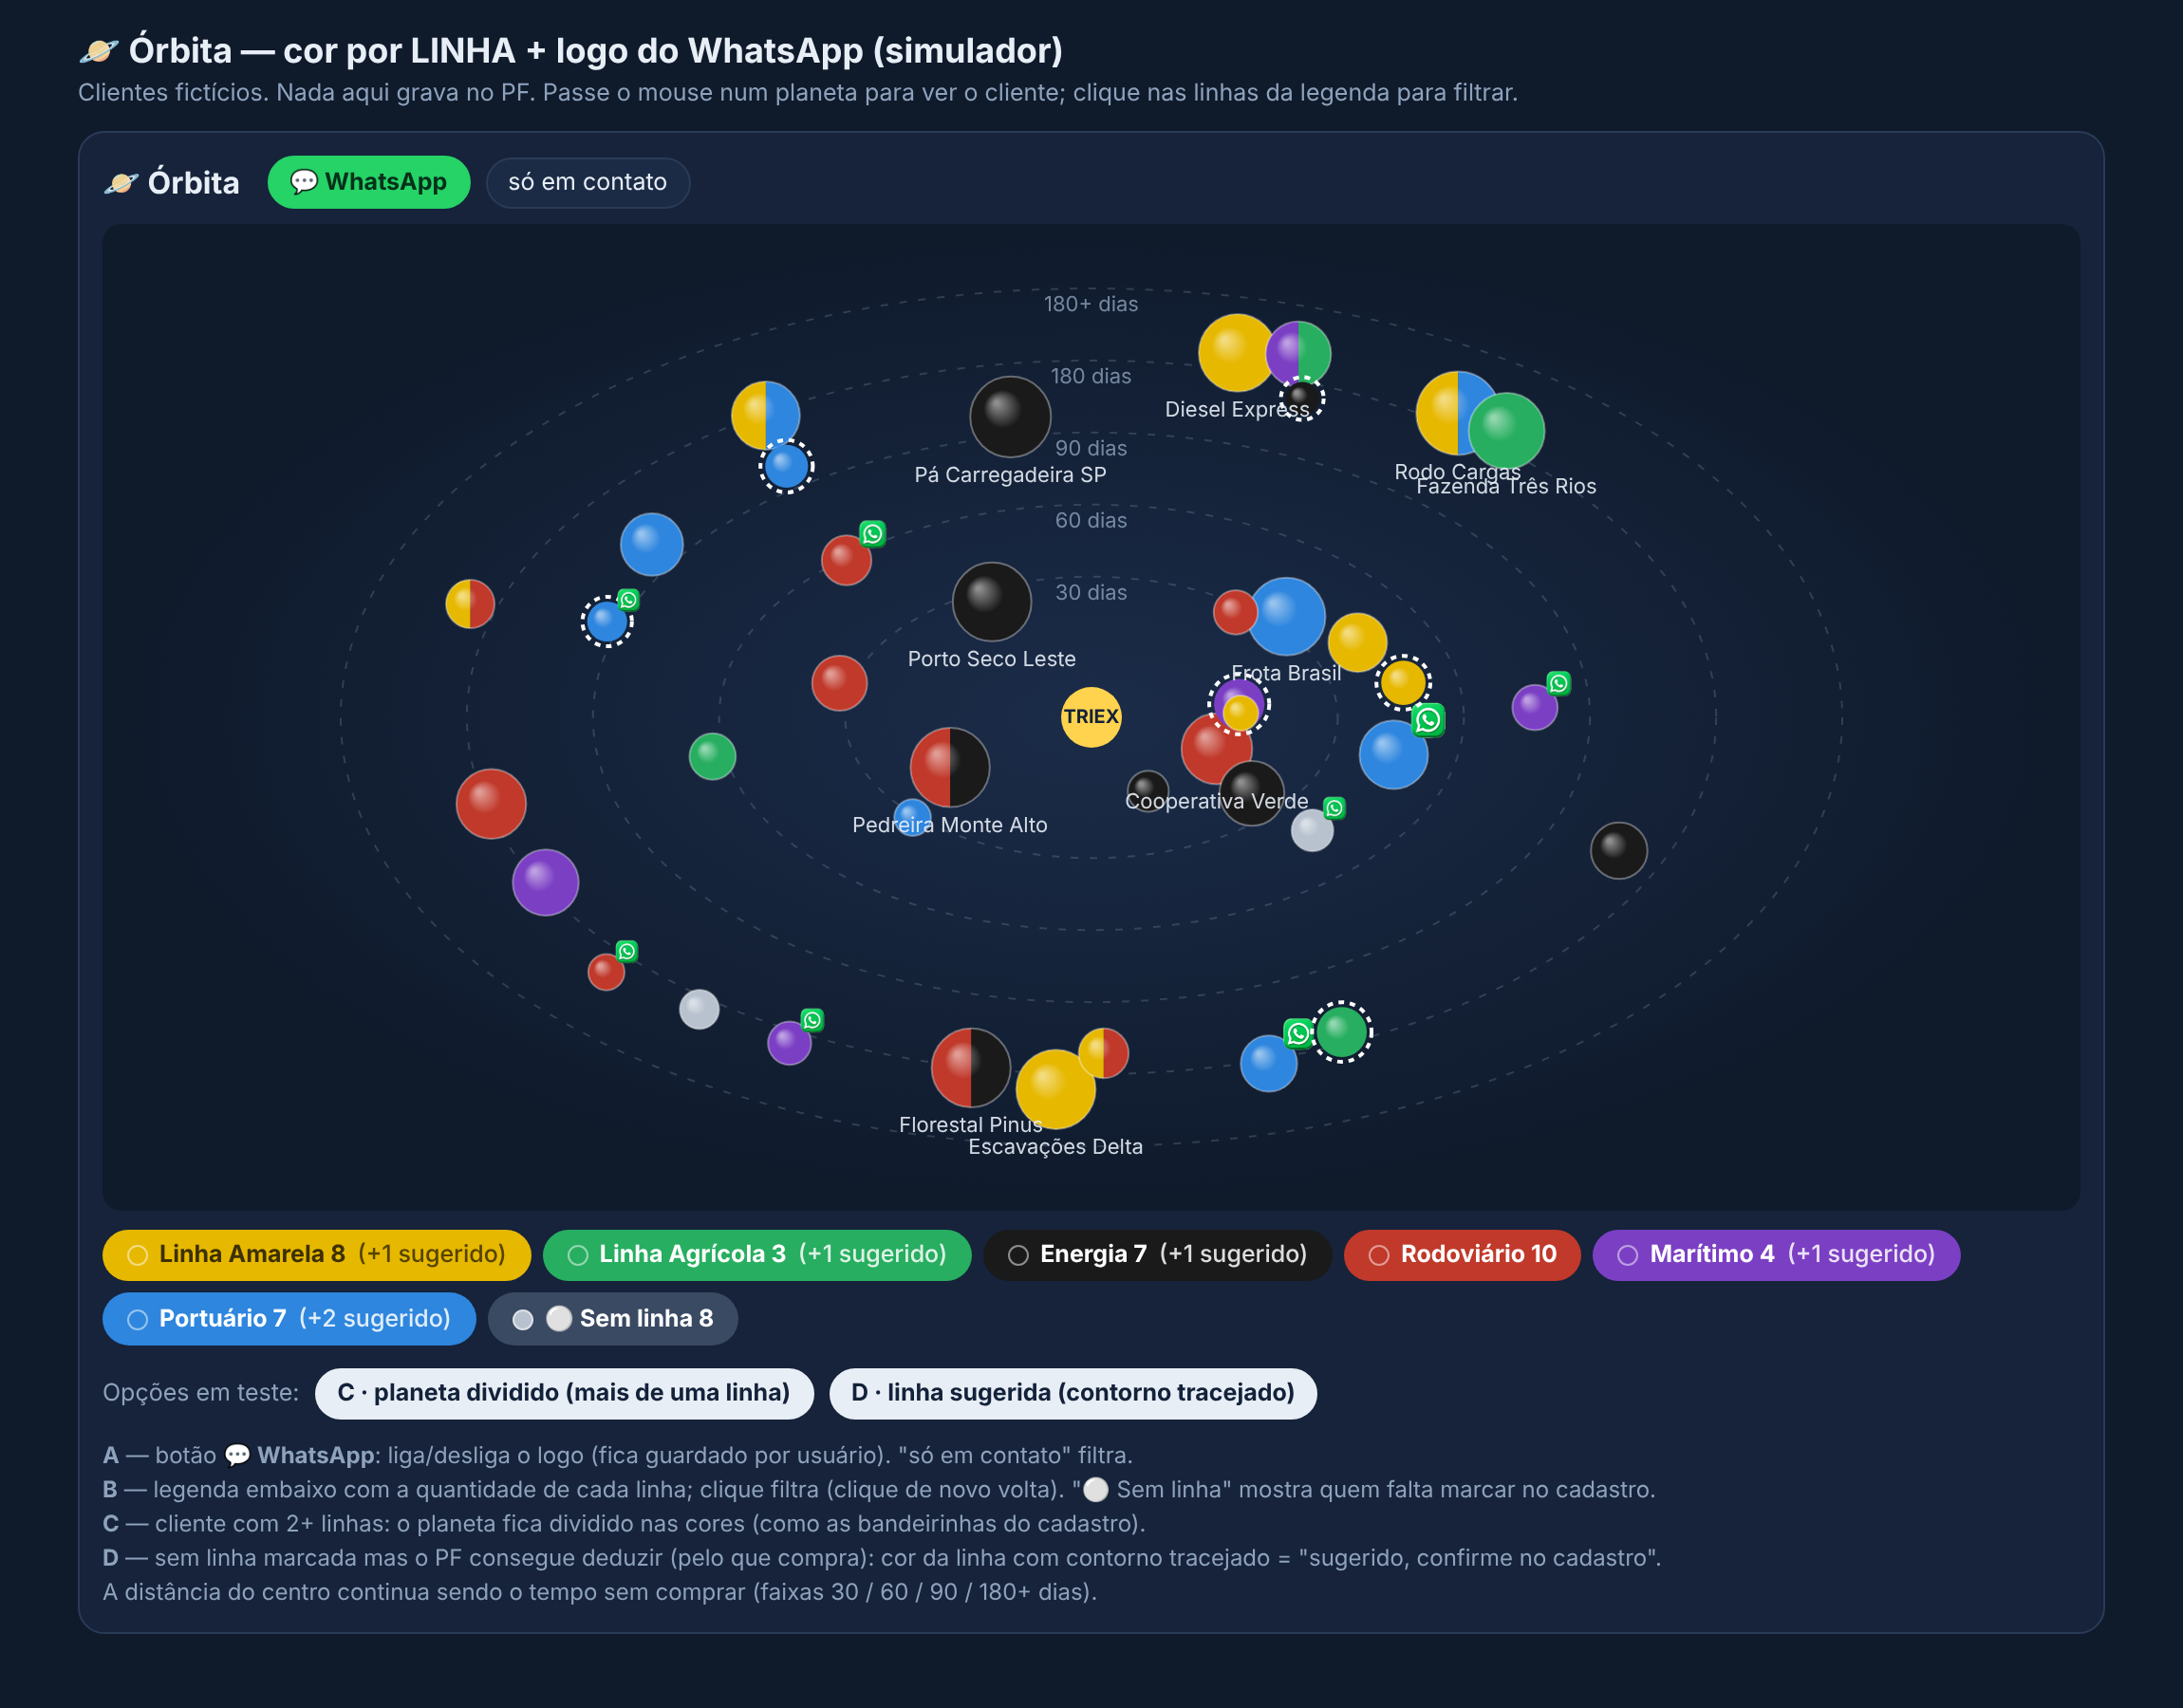 🪐 Órbita — cor por LINHA + logo do WhatsApp (simulador)
Clientes fictícios. Nada aqui grava no PF. Passe o mouse num planeta para ver o cliente; clique nas linhas da legenda para filtrar.
🪐 Órbita 💬 WhatsApp só em contato
180+ dias
180 dias
Diesel Express
90 dias
Pá Carregadeira SP
Rodo Cargas
Fazenda Três Rios
60 dias
30 dias
Porto Seco Leste
Frota Brasil
TRIEX
Cooperativa Verde
Pedreira Monte Alto
Florestal Pinus
Escavações Delta
Linha Amarela 8 (+1 sugerido) Linha Agrícola 3 (+1 sugerido) Energia 7 (+1 sugerido) Rodoviário 10 Marítimo 4 (+1 sugerido)
Portuário 7 (+2 sugerido) ⚪ Sem linha 8
Opções em teste: C · planeta dividido (mais de uma linha) D · linha sugerida (contorno tracejado)
A — botão 💬 WhatsApp: liga/desliga o logo (fica guardado por usuário). "só em contato" filtra.
B — legenda embaixo com a quantidade de cada linha; clique filtra (clique de novo volta). "⚪ Sem linha" mostra quem falta marcar no cadastro.
C — cliente com 2+ linhas: o planeta fica dividido nas cores (como as bandeirinhas do cadastro).
D — sem linha marcada mas o PF consegue deduzir (pelo que compra): cor da linha com contorno tracejado = "sugerido, confirme no cadastro".
A distância do centro continua sendo o tempo sem comprar (faixas 30 / 60 / 90 / 180+ dias).